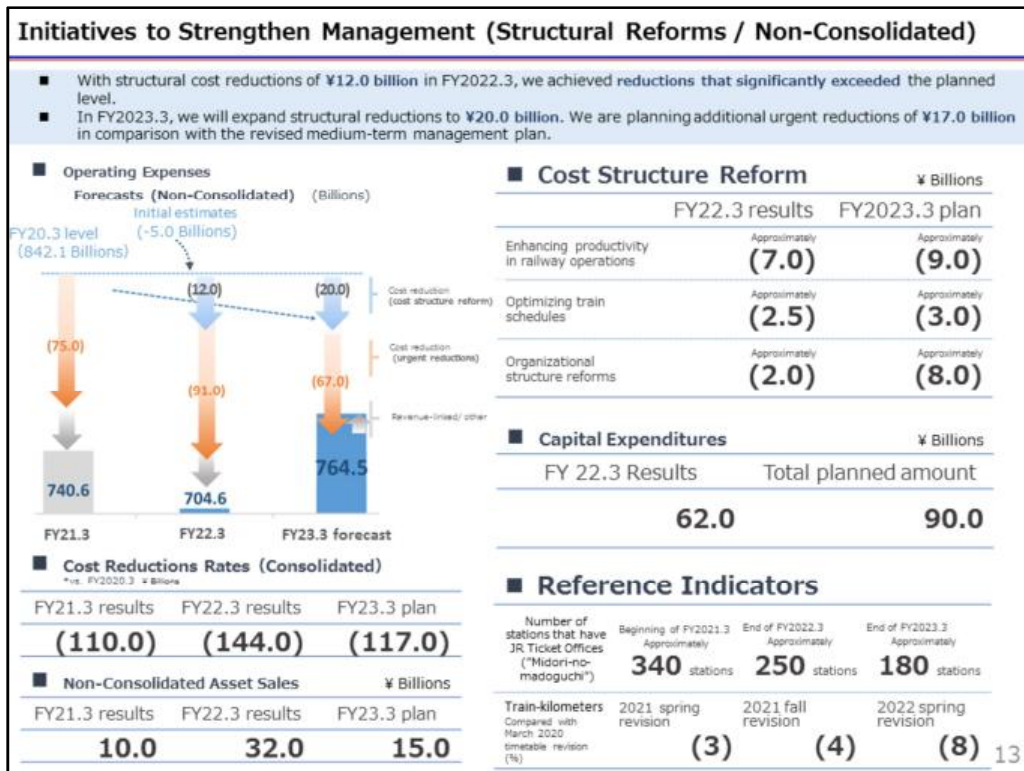 Initiatives to Strengthen Management (Structural Reforms / Non-Consolidated)
■ With structural cost reductions of ¥12.0 billion in FY2022.3, we achieved reductions that significantly exceeded the planned
level.
■ In FY2023.3, we will expand structural reductions to ¥20.0 billion. We are planning additional urgent reductions of ¥17.0 billion
in comparison with the revised medium-term management plan.
■ Operating Expenses
Forecasts (Non-Consolidated) (Billions)
Initial estimates
(-5.0 Billions)
FY20.3 level
(842.1 Billions)
(12.0) (20.0)
Cost reduction
(cost structure reform)
(75.0)
Cost reduction
(urgent reductions)
(91.0) (67.0)
Revenue-linked/ other
740.6 704.6 764.5
FY21.3 FY22.3 FY23.3 forecast
■ Cost Reductions Rates (Consolidated)
*vs. FY2020.3 ¥ Billions
FY21.3 results FY22.3 results FY23.3 plan
(110.0) (144.0) (117.0)
■ Non-Consolidated Asset Sales ¥ Billions
FY21.3 results FY22.3 results FY23.3 plan
10.0 32.0 15.0
■ Cost Structure Reform ¥ Billions
FY22.3 results FY2023.3 plan
Enhancing productivity
in railway operations
Approximately Approximately
(7.0) (9.0)
Optimizing train
schedules
Approximately Approximately
(2.5) (3.0)
Organizational
structure reforms
Approximately Approximately
(2.0) (8.0)
■ Capital Expenditures ¥ Billions
FY 22.3 Results Total planned amount
62.0 90.0
■ Reference Indicators
Number of
stations that have
JR Ticket Offices
("Midori-no-
madoguchi")
Beginning of FY2021.3 End of FY2022.3 End of FY2023.3
Approximately Approximately Approximately
340 stations 250 stations 180 stations
Train-kilometers
Compared with
March 2020
timetable revision
(%)
2021 spring
revision
2021 fall
revision
2022 spring
revision
(3) (4) (8)
13